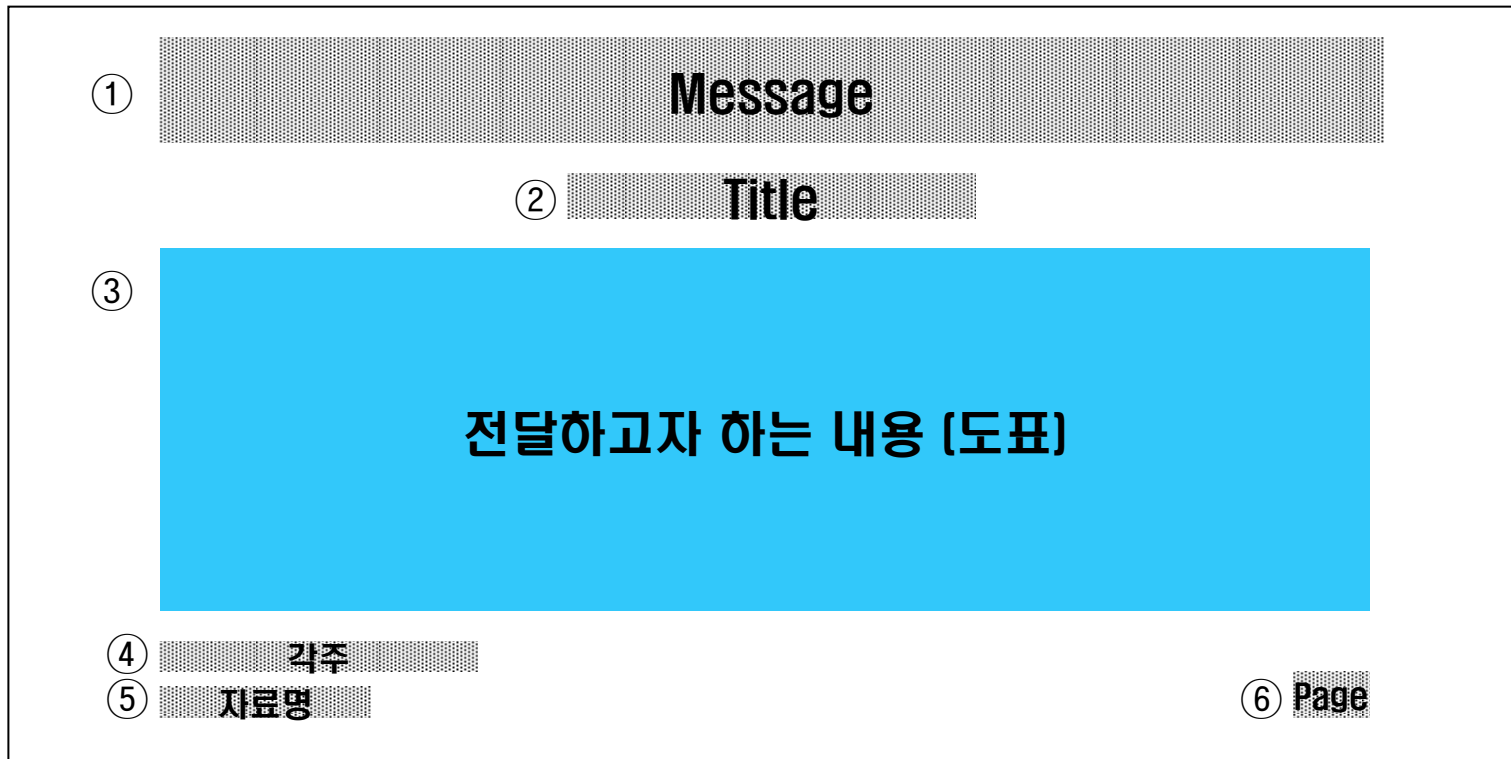 ① Message
② Title
③
전달하고자 하는 내용 (도표)
④ 각주
⑤ 자료명
⑥ Page